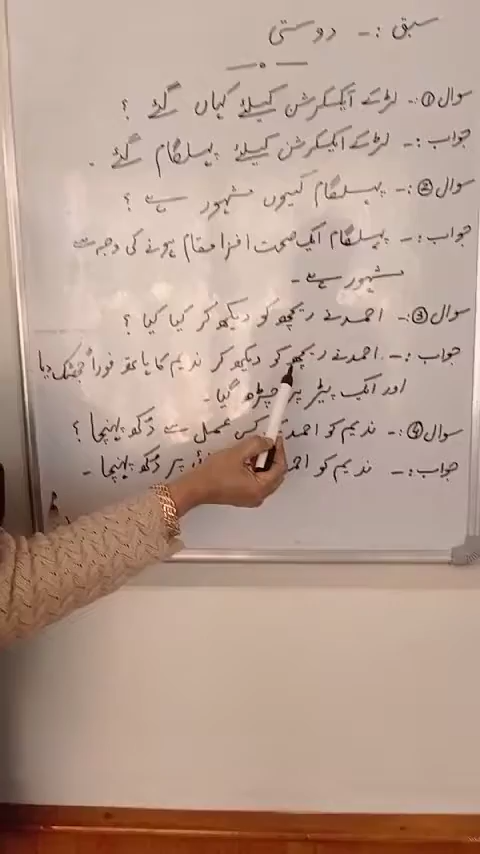 سبق :- دوستی
سوال ①:- لڑکے ایکسکرشن کیلئے کہاں گئے ؟
جواب :- لڑکے ایکسکرشن کیلئے پہلگام گئے ۔
سوال ②:- پہلگام کیوں مشہور ہے ؟
جواب :- پہلگام ایک صحت افزا مقام ہونے کی وجہ سے
مشہور ہے ۔
سوال ③:- احمد نے ریچھ کو دیکھ کر کیا کیا ؟
جواب :- احمد نے ریچھ کو دیکھ کر ندیم کا ہاتھ فوراً جھٹک دیا
اور ایک پیڑ پر چڑھ گیا ۔
سوال ④:- ندیم کو احمد کے کس عمل سے دُکھ پہنچا ؟
جواب :- ندیم کو احمد پر دُکھ پہنچا ۔